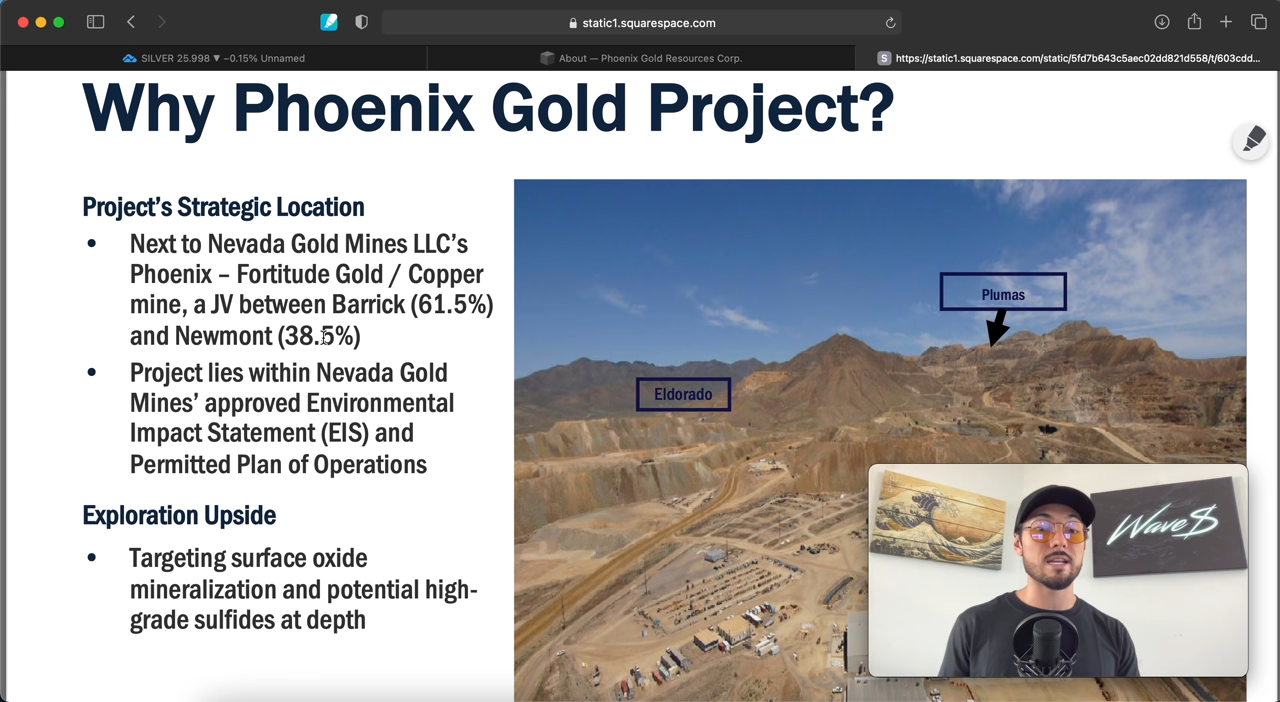 static1.squarespace.com
SILVER 25.998 ▼ −0.15% Unnamed
About — Phoenix Gold Resources Corp.
S
https://static1.squarespace.com/static/5fd7b643c5aec02dd821d558/t/603cdd...
Why Phoenix Gold Project?
Project’s Strategic Location
• Next to Nevada Gold Mines LLC’s
Phoenix – Fortitude Gold / Copper
mine, a JV between Barrick (61.5%)
and Newmont (38.5%)
• Project lies within Nevada Gold
Mines’ approved Environmental
Impact Statement (EIS) and
Permitted Plan of Operations
Exploration Upside
• Targeting surface oxide
mineralization and potential high-
grade sulfides at depth
Plumas
Eldorado
Wave$